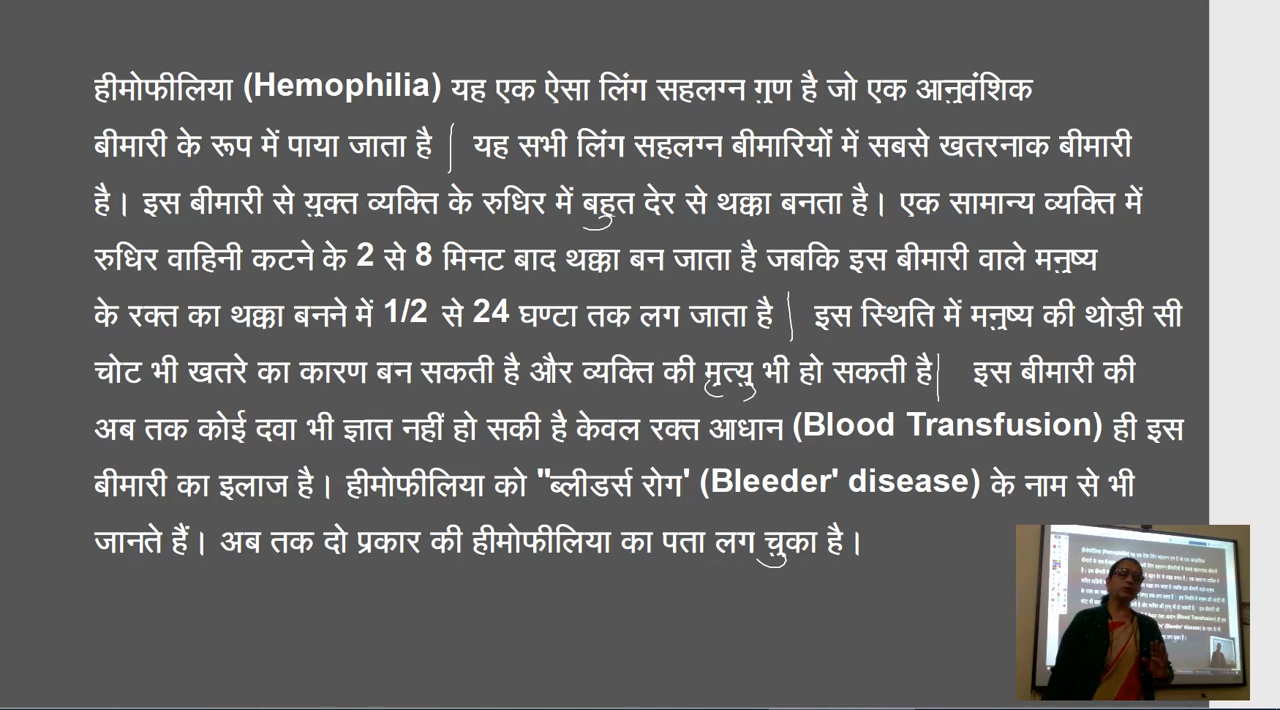 हीमोफीलिया (Hemophilia) यह एक ऐसा लिंग सहलग्न गुण है जो एक आनुवंशिक
बीमारी के रूप में पाया जाता है | यह सभी लिंग सहलग्न बीमारियों में सबसे खतरनाक बीमारी
है। इस बीमारी से युक्त व्यक्ति के रुधिर में बहुत देर से थक्का बनता है। एक सामान्य व्यक्ति में
रुधिर वाहिनी कटने के 2 से 8 मिनट बाद थक्का बन जाता है जबकि इस बीमारी वाले मनुष्य
के रक्त का थक्का बनने में 1/2 से 24 घण्टा तक लग जाता है | इस स्थिति में मनुष्य की थोड़ी सी
चोट भी खतरे का कारण बन सकती है और व्यक्ति की मृत्यु भी हो सकती है| इस बीमारी की
अब तक कोई दवा भी ज्ञात नहीं हो सकी है केवल रक्त आधान (Blood Transfusion) ही इस
बीमारी का इलाज है। हीमोफीलिया को "ब्लीडर्स रोग' (Bleeder' disease) के नाम से भी
जानते हैं। अब तक दो प्रकार की हीमोफीलिया का पता लग चुका है।